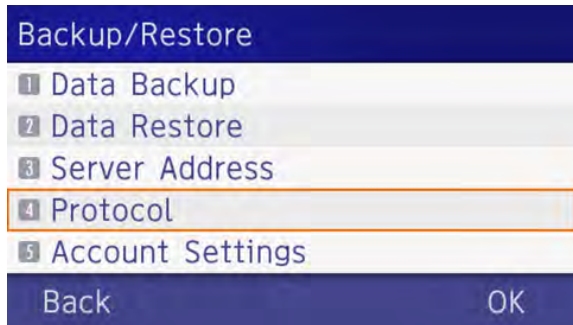 Backup/Restore
1 Data Backup
2 Data Restore
3 Server Address
4 Protocol
5 Account Settings
Back OK